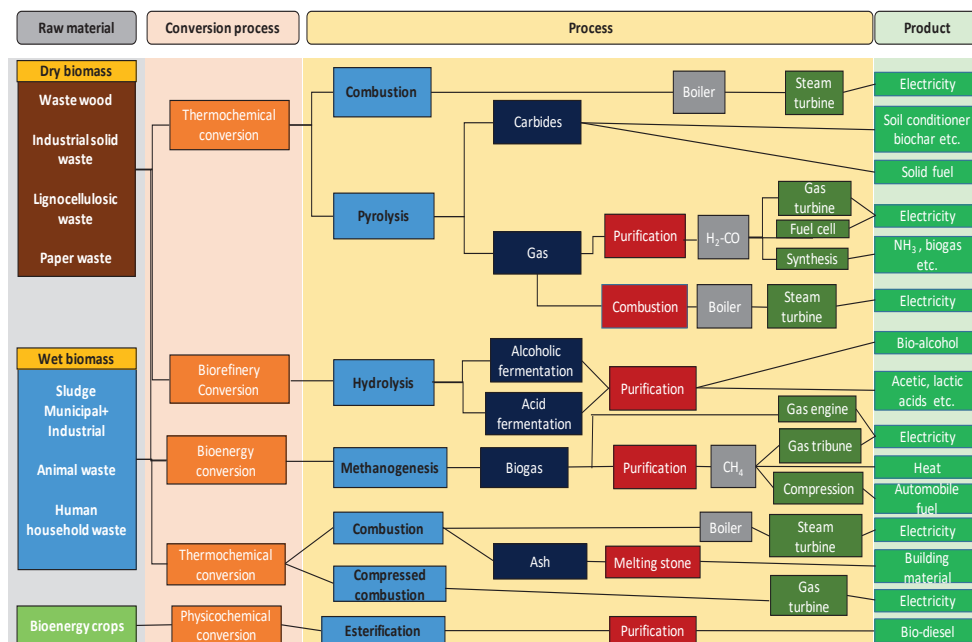 Raw material
Conversion process
Process
Product
Dry biomass
Waste wood
Industrial solid
waste
Lignocellulosic
waste
Paper waste
Wet biomass
Sludge
Municipal+
Industrial
Animal waste
Human
household waste
Bioenergy crops
Thermochemical
conversion
Biorefinery
Conversion
Bioenergy
conversion
Thermochemical
conversion
Physicochemical
conversion
Combustion
Boiler
Steam
turbine
Electricity
Pyrolysis
Carbides
Soil conditioner
biochar etc.
Solid fuel
Gas
Purification
H₂-CO
Gas
turbine
Fuel cell
Synthesis
Electricity
NH₃ , biogas
etc.
Combustion
Boiler
Steam
turbine
Electricity
Hydrolysis
Alcoholic
fermentation
Acid
fermentation
Purification
Bio-alcohol
Acetic, lactic
acids etc.
Methanogenesis
Biogas
Purification
CH₄
Gas engine
Gas tribune
Compression
Electricity
Heat
Automobile
fuel
Combustion
Boiler
Steam
turbine
Electricity
Ash
Melting stone
Building
material
Compressed
combustion
Gas
turbine
Electricity
Esterification
Purification
Bio-diesel